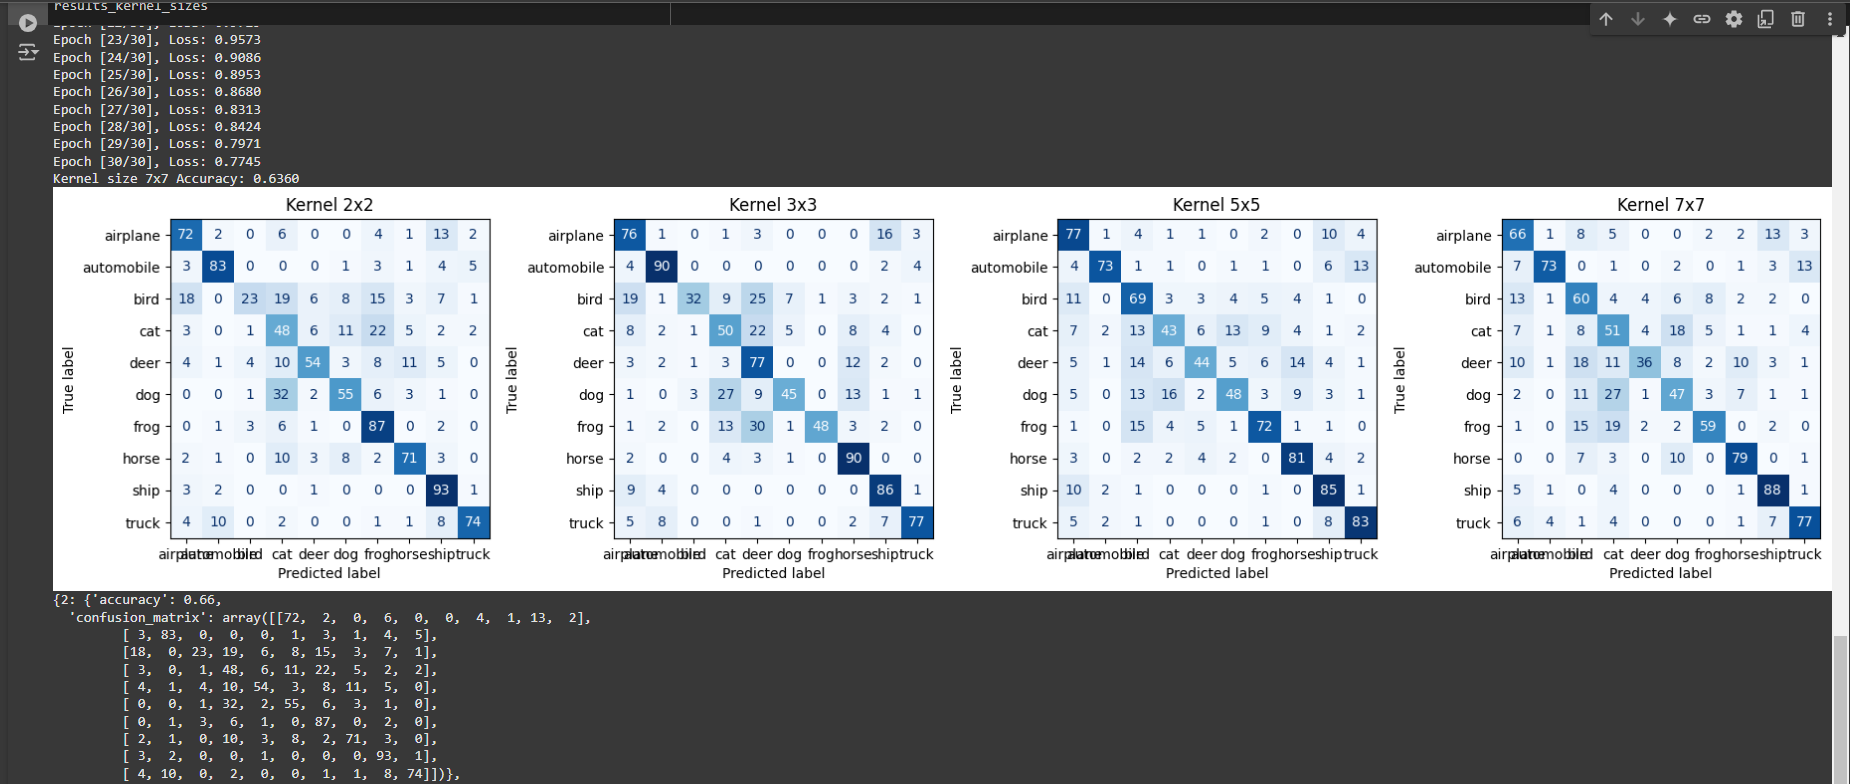 results_kernel_sizes
Epoch [23/30], Loss: 0.9573
Epoch [24/30], Loss: 0.9086
Epoch [25/30], Loss: 0.8953
Epoch [26/30], Loss: 0.8680
Epoch [27/30], Loss: 0.8313
Epoch [28/30], Loss: 0.8424
Epoch [29/30], Loss: 0.7971
Epoch [30/30], Loss: 0.7745
Kernel size 7x7 Accuracy: 0.6360
Kernel 2x2
True label
airplane 72 2 0 6 0 0 4 1 13 2
automobile 3 83 0 0 0 1 3 1 4 5
bird 18 0 23 19 6 8 15 3 7 1
cat 3 0 1 48 6 11 22 5 2 2
deer 4 1 4 10 54 3 8 11 5 0
dog 0 0 1 32 2 55 6 3 1 0
frog 0 1 3 6 1 0 87 0 2 0
horse 2 1 0 10 3 8 2 71 3 0
ship 3 2 0 0 1 0 0 0 93 1
truck 4 10 0 2 0 0 1 1 8 74
airplane automobile bird cat deer dog frog horse ship truck
Predicted label
Kernel 3x3
True label
airplane 76 1 0 1 3 0 0 0 16 3
automobile 4 90 0 0 0 0 0 0 2 4
bird 19 1 32 9 25 7 1 3 2 1
cat 8 2 1 50 22 5 0 8 4 0
deer 3 2 1 3 77 0 0 12 2 0
dog 1 0 3 27 9 45 0 13 1 1
frog 1 2 0 13 30 1 48 3 2 0
horse 2 0 0 4 3 1 0 90 0 0
ship 9 4 0 0 0 0 0 0 86 1
truck 5 8 0 0 1 0 0 2 7 77
airplane automobile bird cat deer dog frog horse ship truck
Predicted label
Kernel 5x5
True label
airplane 77 1 4 1 1 0 2 0 10 4
automobile 4 73 1 1 0 1 1 0 6 13
bird 11 0 69 3 3 4 5 4 1 0
cat 7 2 13 43 6 13 9 4 1 2
deer 5 1 14 6 44 5 6 14 4 1
dog 5 0 13 16 2 48 3 9 3 1
frog 1 0 15 4 5 1 72 1 1 0
horse 3 0 2 2 4 2 0 81 4 2
ship 10 2 1 0 0 0 1 0 85 1
truck 5 2 1 0 0 0 1 0 8 83
airplane automobile bird cat deer dog frog horse ship truck
Predicted label
Kernel 7x7
True label
airplane 66 1 8 5 0 0 2 2 13 3
automobile 7 73 0 1 0 2 0 1 3 13
bird 13 1 60 4 4 6 8 2 2 0
cat 7 1 8 51 4 18 5 1 1 4
deer 10 1 18 11 36 8 2 10 3 1
dog 2 0 11 27 1 47 3 7 1 1
frog 1 0 15 19 2 2 59 0 2 0
horse 0 0 7 3 0 10 0 79 0 1
ship 5 1 0 4 0 0 0 1 88 1
truck 6 4 1 4 0 0 0 1 7 77
airplane automobile bird cat deer dog frog horse ship truck
Predicted label
{2: {'accuracy': 0.66,
'confusion_matrix': array([[72, 2, 0, 6, 0, 0, 4, 1, 13, 2],
[ 3, 83, 0, 0, 0, 1, 3, 1, 4, 5],
[18, 0, 23, 19, 6, 8, 15, 3, 7, 1],
[ 3, 0, 1, 48, 6, 11, 22, 5, 2, 2],
[ 4, 1, 4, 10, 54, 3, 8, 11, 5, 0],
[ 0, 0, 1, 32, 2, 55, 6, 3, 1, 0],
[ 0, 1, 3, 6, 1, 0, 87, 0, 2, 0],
[ 2, 1, 0, 10, 3, 8, 2, 71, 3, 0],
[ 3, 2, 0, 0, 1, 0, 0, 0, 93, 1],
[ 4, 10, 0, 2, 0, 0, 1, 1, 8, 74]])},